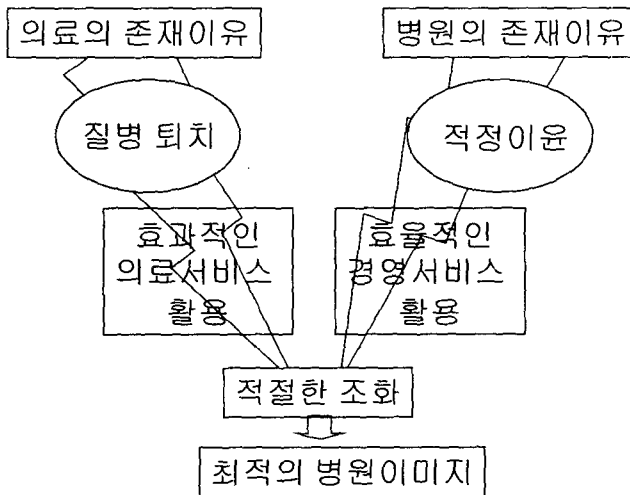 의료의 존재이유
병원의 존재이유
질병 퇴치
적정이윤
효과적인
의료서비스
활용
효율적인
경영서비스
활용
적절한 조화
최적의 병원이미지